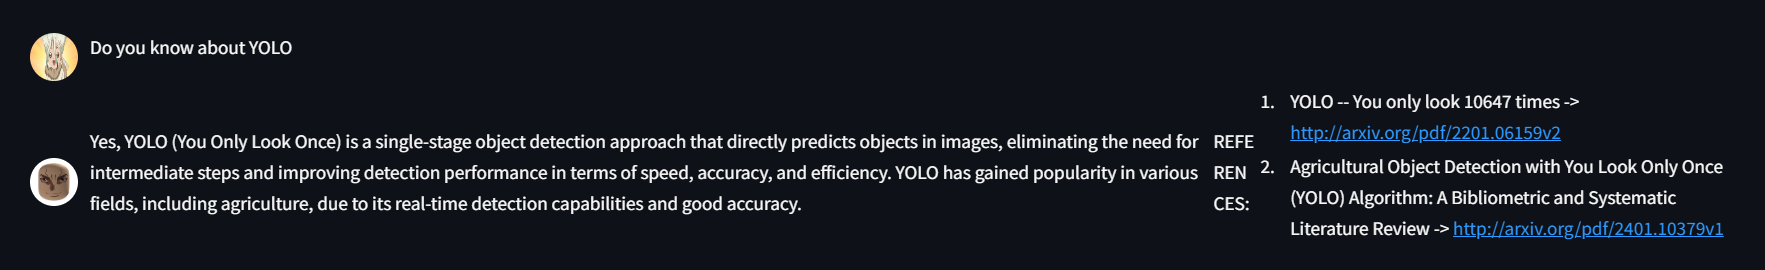 Do you know about YOLO
Yes, YOLO (You Only Look Once) is a single-stage object detection approach that directly predicts objects in images, eliminating the need for
intermediate steps and improving detection performance in terms of speed, accuracy, and efficiency. YOLO has gained popularity in various
fields, including agriculture, due to its real-time detection capabilities and good accuracy.
REFE
REN
CES:
1. YOLO -- You only look 10647 times ->
http://arxiv.org/pdf/2201.06159v2
2. Agricultural Object Detection with You Look Only Once
(YOLO) Algorithm: A Bibliometric and Systematic
Literature Review -> http://arxiv.org/pdf/2401.10379v1